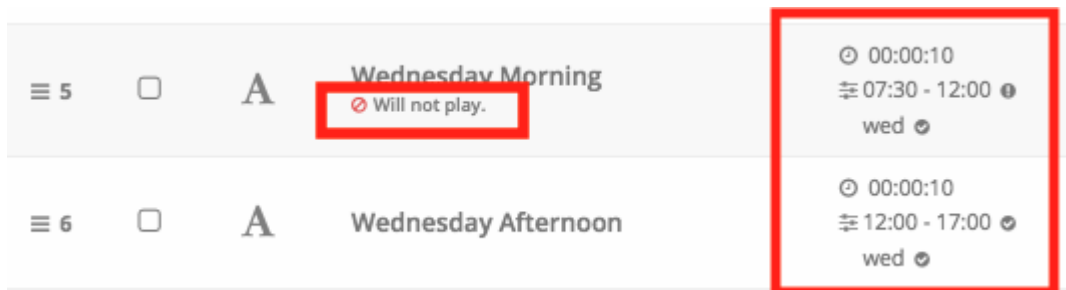 5
A
Wednesday Morning
Will not play.
00:00:10
07:30 - 12:00
wed
6
A
Wednesday Afternoon
00:00:10
12:00 - 17:00
wed